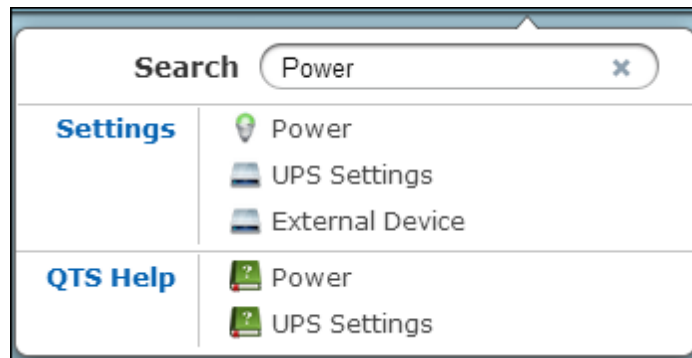 Search Power
Settings Power
UPS Settings
External Device
QTS Help Power
UPS Settings